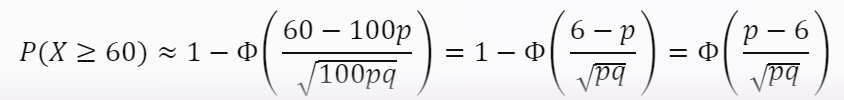 P(X ≥ 60) ≈ 1 − Φ((60 − 100p)/√(100pq)) = 1 − Φ((6 − p)/√(pq)) = Φ((p − 6)/√(pq))